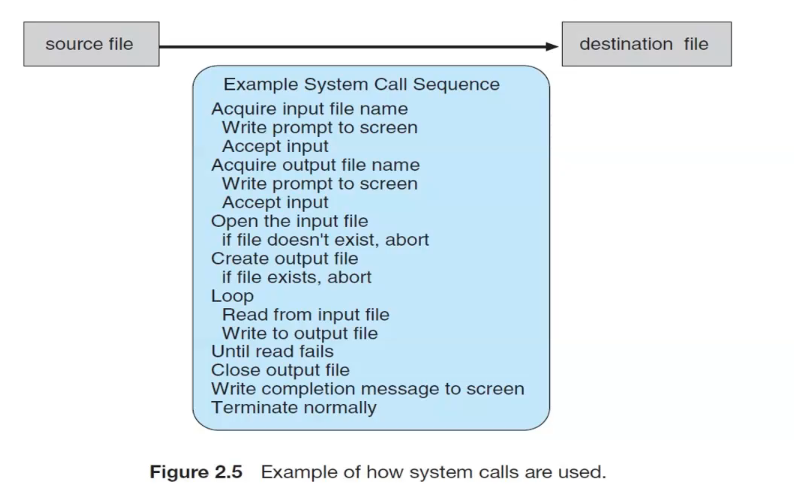 source file
destination file
Example System Call Sequence
Acquire input file name
Write prompt to screen
Accept input
Acquire output file name
Write prompt to screen
Accept input
Open the input file
if file doesn't exist, abort
Create output file
if file exists, abort
Loop
Read from input file
Write to output file
Until read fails
Close output file
Write completion message to screen
Terminate normally
Figure 2.5 Example of how system calls are used.